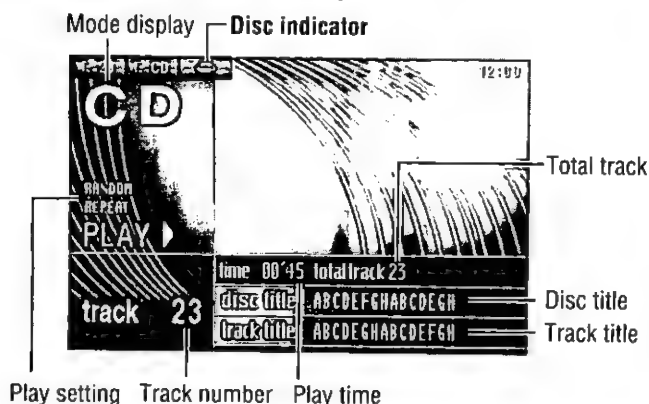 Mode display
Disc indicator
CD
12:00
Total track
RANDOM
REPEAT
PLAY
time 00'45 total track 23
track 23
disc title ABCDEFGHABCDEGH
Disc title
track title ABCDEGHABCDEFGH
Track title
Play setting Track number Play time